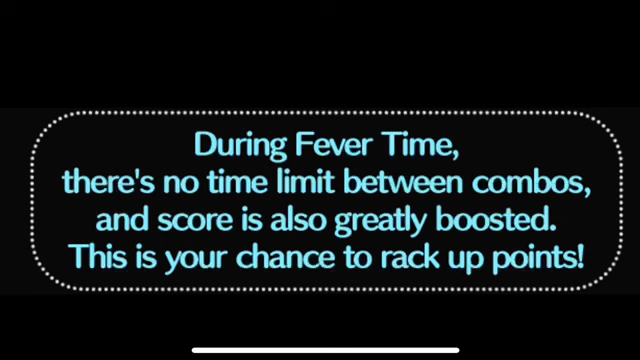 During Fever Time,
there's no time limit between combos,
and score is also greatly boosted.
This is your chance to rack up points!